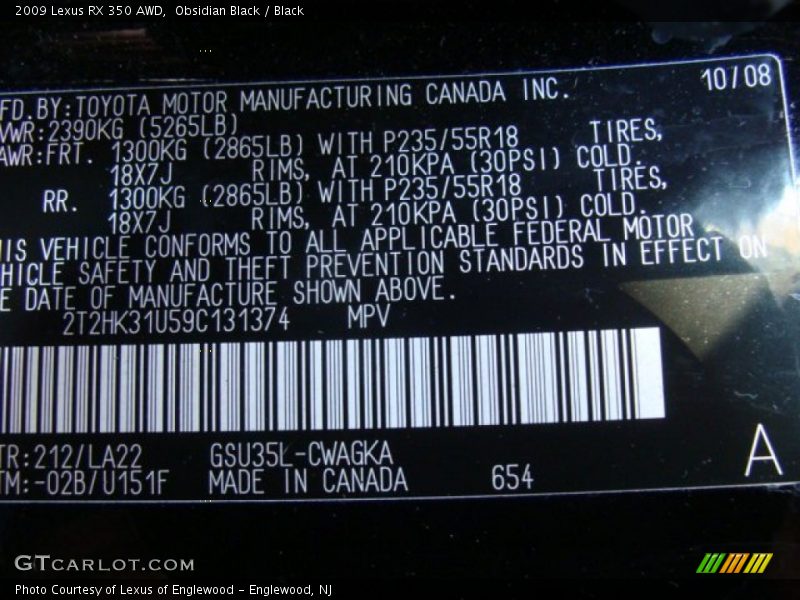 2009 Lexus RX 350 AWD,  Obsidian Black / Black
FD.BY:TOYOTA MOTOR MANUFACTURING CANADA INC. 10/08
VWR:2390KG (5265LB)
AWR:FRT. 1300KG (2865LB) WITH P235/55R18 TIRES,
18X7J RIMS, AT 210KPA (30PSI) COLD.
RR. 1300KG (2865LB) WITH P235/55R18 TIRES,
18X7J RIMS, AT 210KPA (30PSI) COLD.
HIS VEHICLE CONFORMS TO ALL APPLICABLE FEDERAL MOTOR
EHICLE SAFETY AND THEFT PREVENTION STANDARDS IN EFFECT ON
E DATE OF MANUFACTURE SHOWN ABOVE.
2T2HK31U59C131374 MPV
TR:212/LA22 GSU35L-CWAGKA
TM:-02B/U151F MADE IN CANADA 654 A
GTCARLOT.COM
Photo Courtesy of Lexus of Englewood - Englewood, NJ